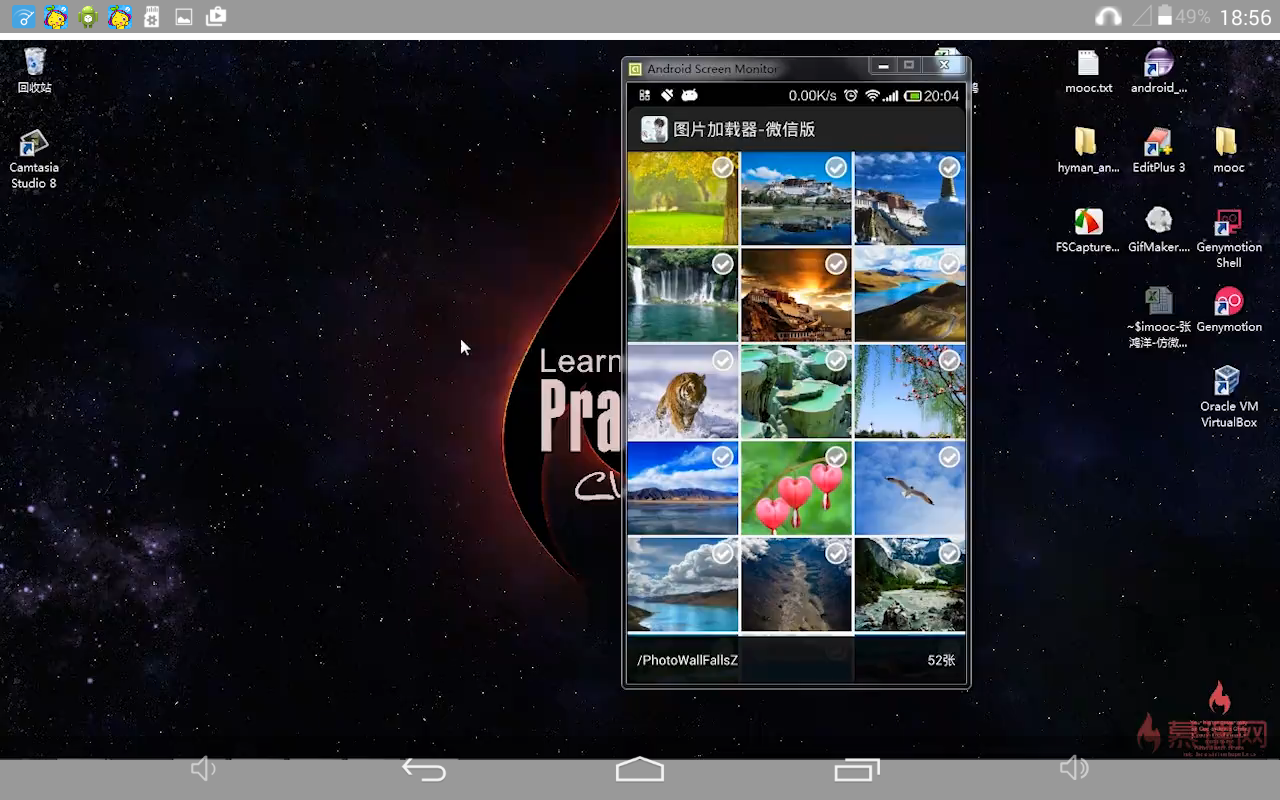 49% 18:56
回收站
Camtasia
Studio 8
Learn
Pra
Cl
Android Screen Monitor
0.00K/s 20:04
图片加载器-微信版
/PhotoWallFallsZ
52张
mooc.txt
android_...
hyman_an...
EditPlus 3
mooc
FSCapture...
GifMaker....
Genymotion
Shell
~$imooc-张
鸿洋-仿微...
Genymotion
Oracle VM
VirtualBox
慕课网